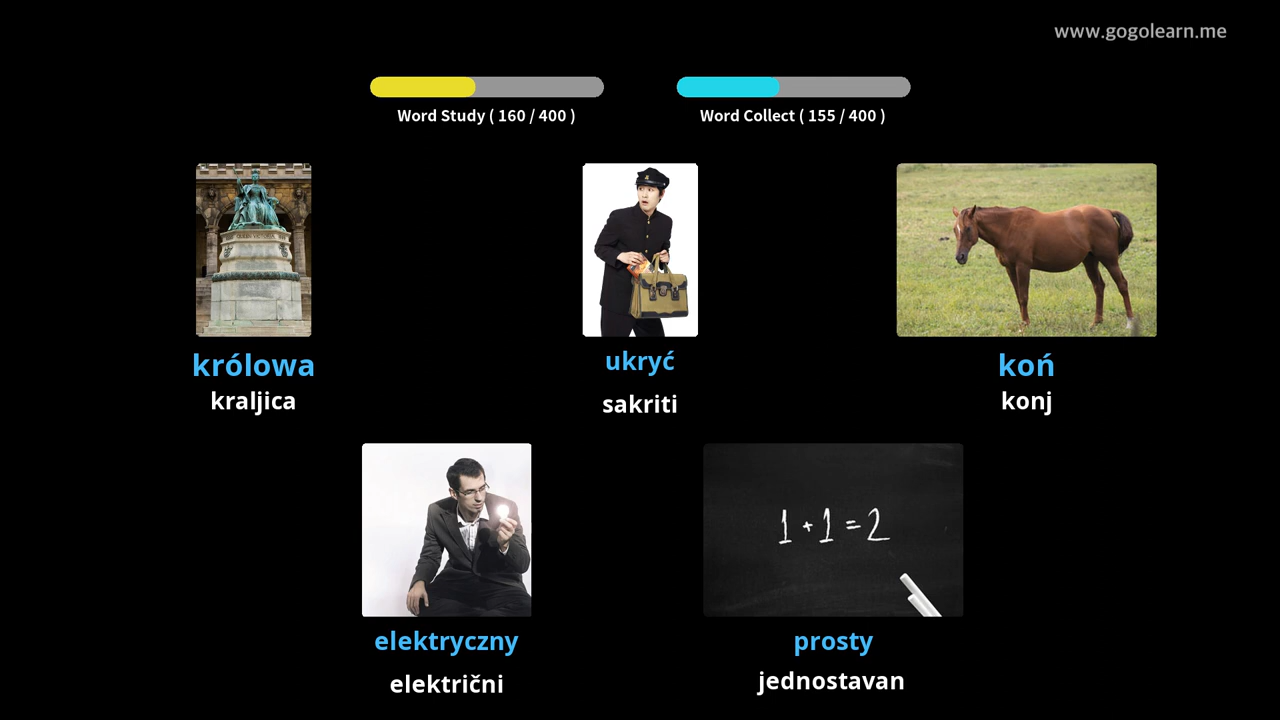 www.gogolearn.me
Word Study ( 160 / 400 )
Word Collect ( 155 / 400 )
królowa
kraljica
ukryć
sakriti
koń
konj
1 + 1 = 2
elektryczny
električni
prosty
jednostavan